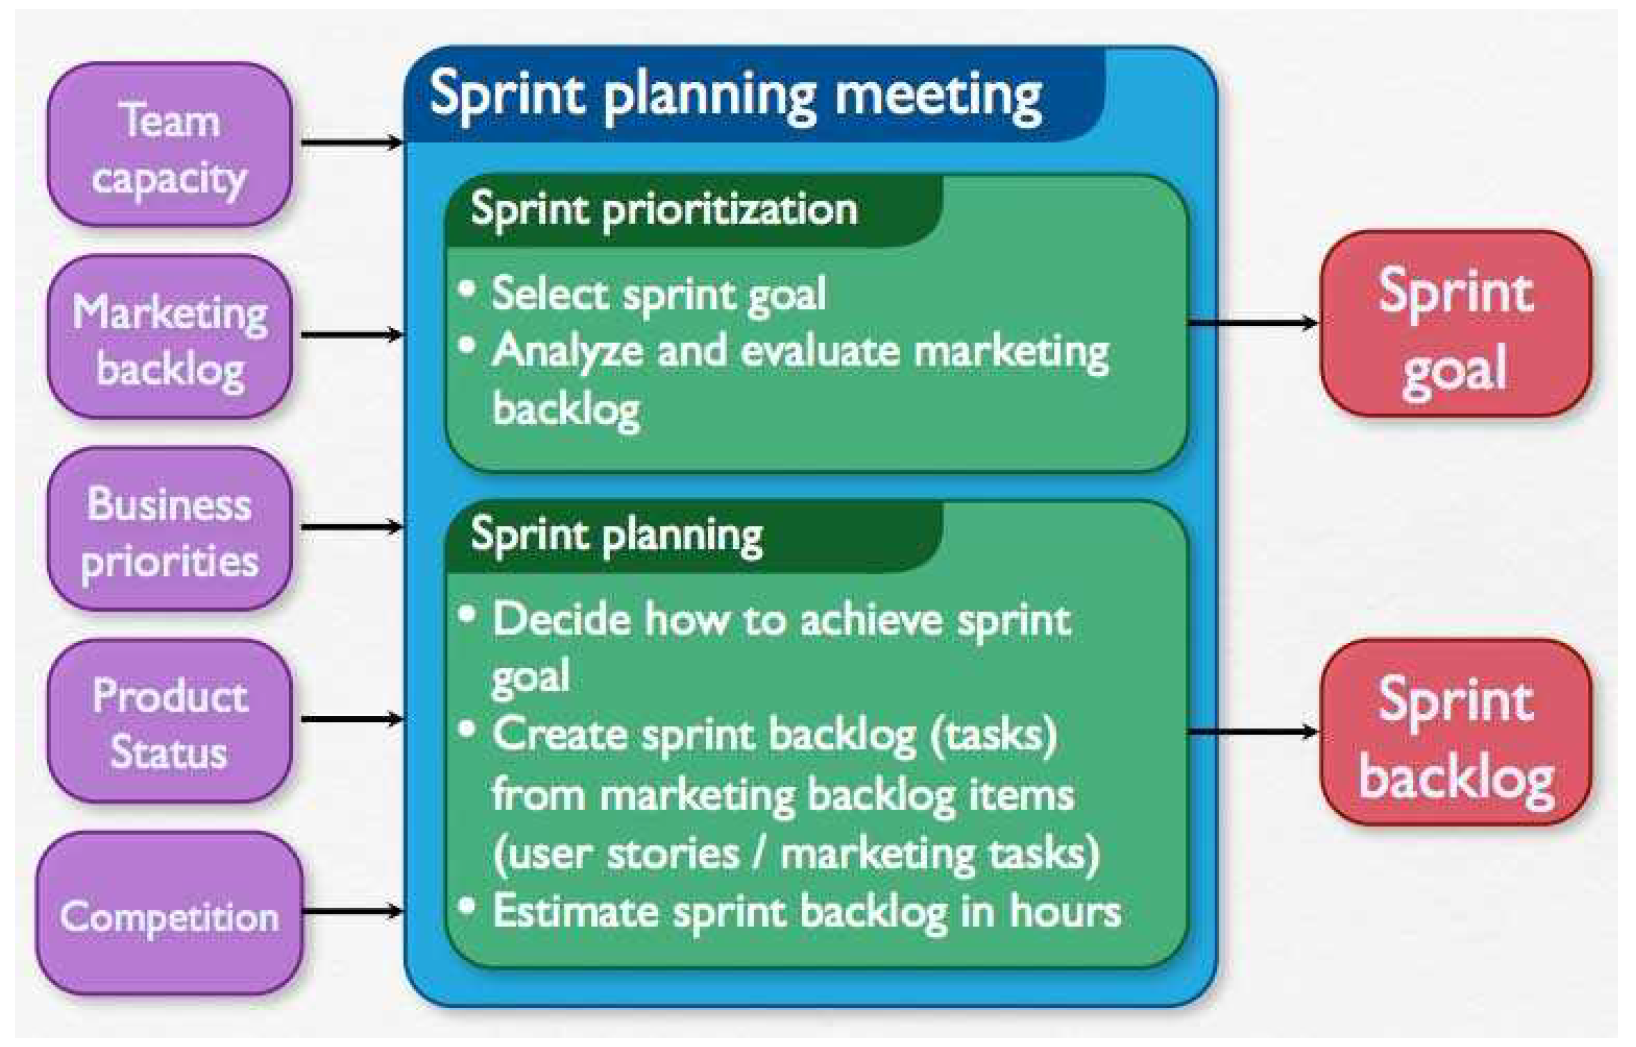 Team
capacity
Marketing
backlog
Business
priorities
Product
Status
Competition
Sprint planning meeting
Sprint prioritization
• Select sprint goal
• Analyze and evaluate marketing
backlog
Sprint planning
• Decide how to achieve sprint
goal
• Create sprint backlog (tasks)
from marketing backlog items
(user stories / marketing tasks)
• Estimate sprint backlog in hours
Sprint
goal
Sprint
backlog